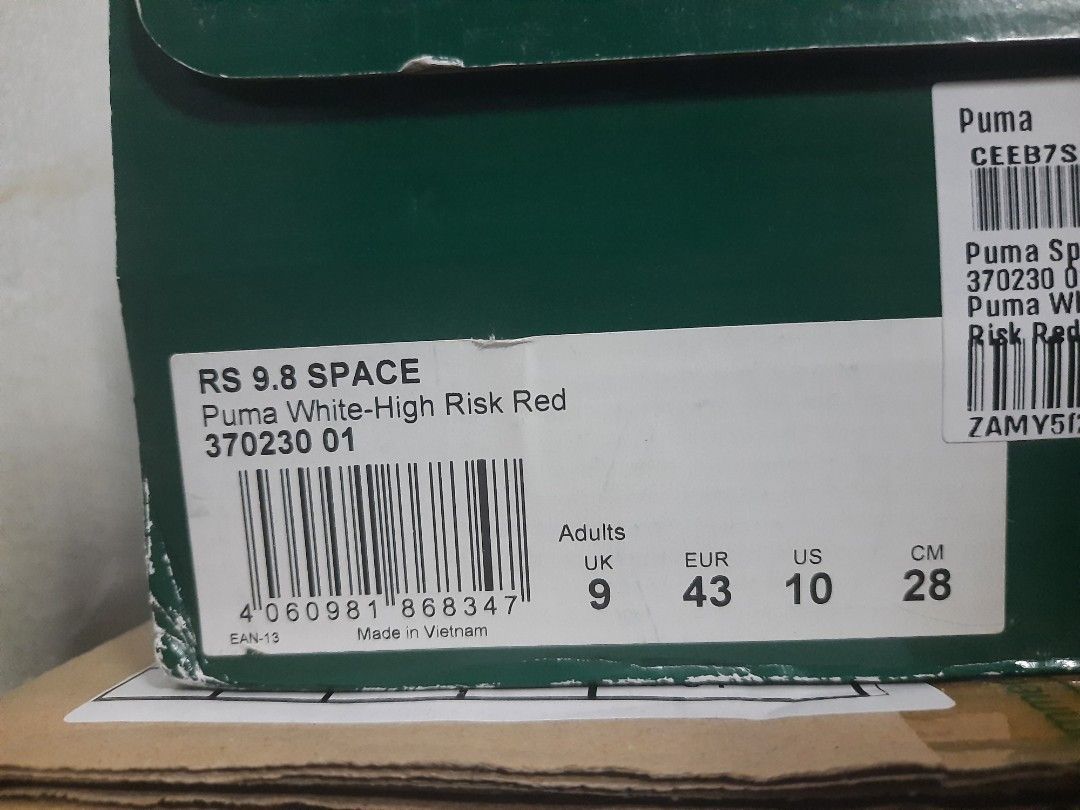 Puma
CEEB7S
Puma Sp
370230 0
Puma Wh
Risk Red
ZAMY5f2
RS 9.8 SPACE
Puma White-High Risk Red
370230 01
4 060981 868347
EAN-13
Made in Vietnam
Adults
UK EUR US CM
9 43 10 28